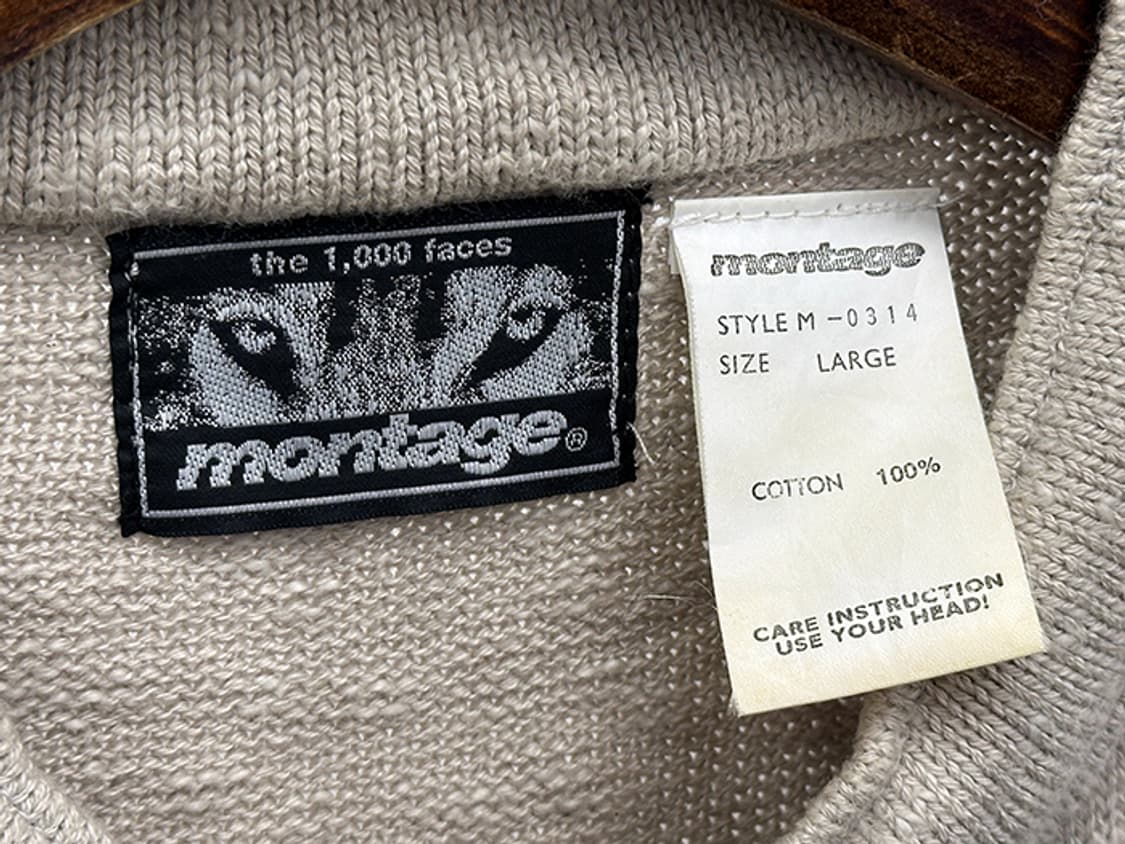 the 1,000 faces
montage®
montage
STYLE M -0314
SIZE LARGE
COTTON 100%
CARE INSTRUCTION
USE YOUR HEAD!